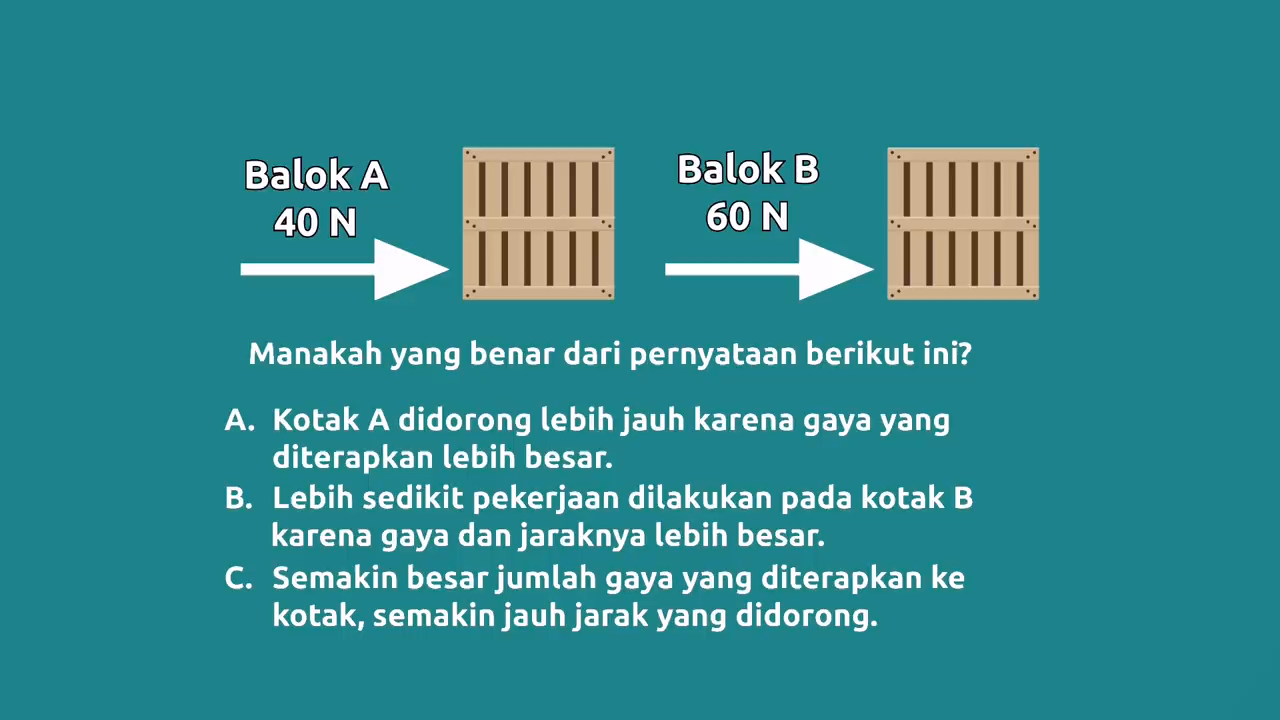 Balok A
40 N
Balok B
60 N
Manakah yang benar dari pernyataan berikut ini?
A. Kotak A didorong lebih jauh karena gaya yang
diterapkan lebih besar.
B. Lebih sedikit pekerjaan dilakukan pada kotak B
karena gaya dan jaraknya lebih besar.
C. Semakin besar jumlah gaya yang diterapkan ke
kotak, semakin jauh jarak yang didorong.